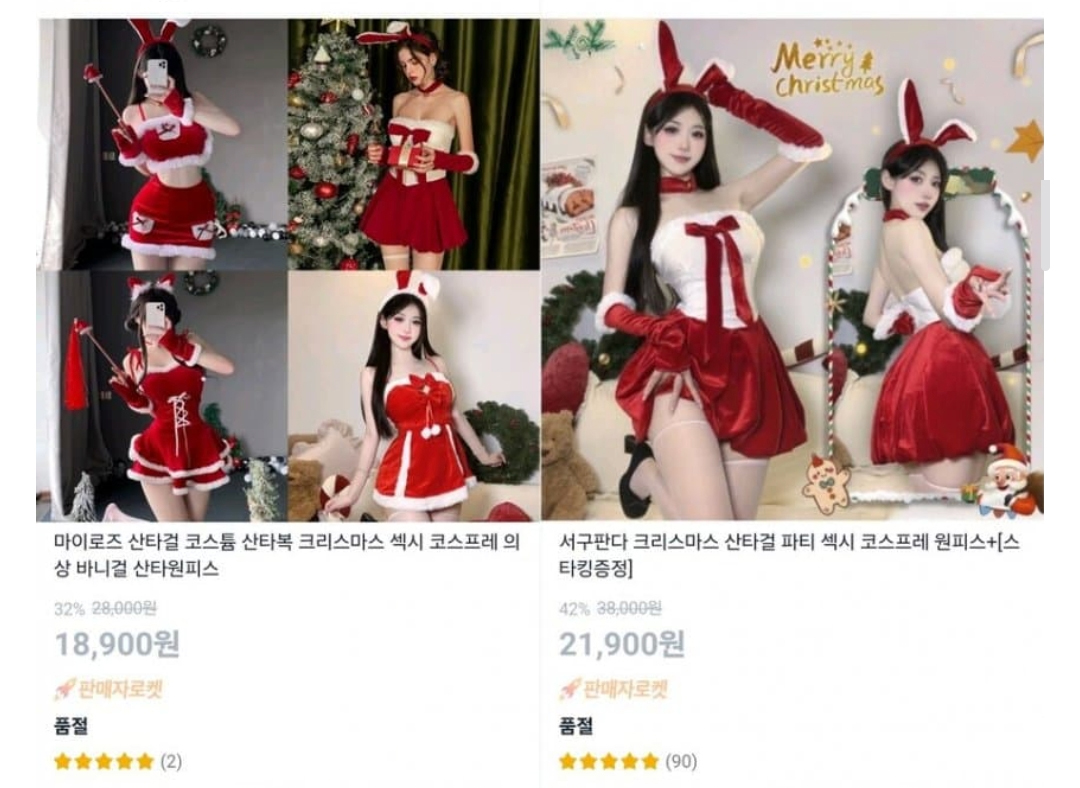 Merry
Christmas
마이로즈 산타걸 코스튬 산타복 크리스마스 섹시 코스프레 의
상 바니걸 산타원피스
32% 28,000원
18,900원
판매자로켓
품절
(2)
서구판다 크리스마스 산타걸 파티 섹시 코스프레 원피스+[스
타킹증정]
42% 38,000원
21,900원
판매자로켓
품절
(90)